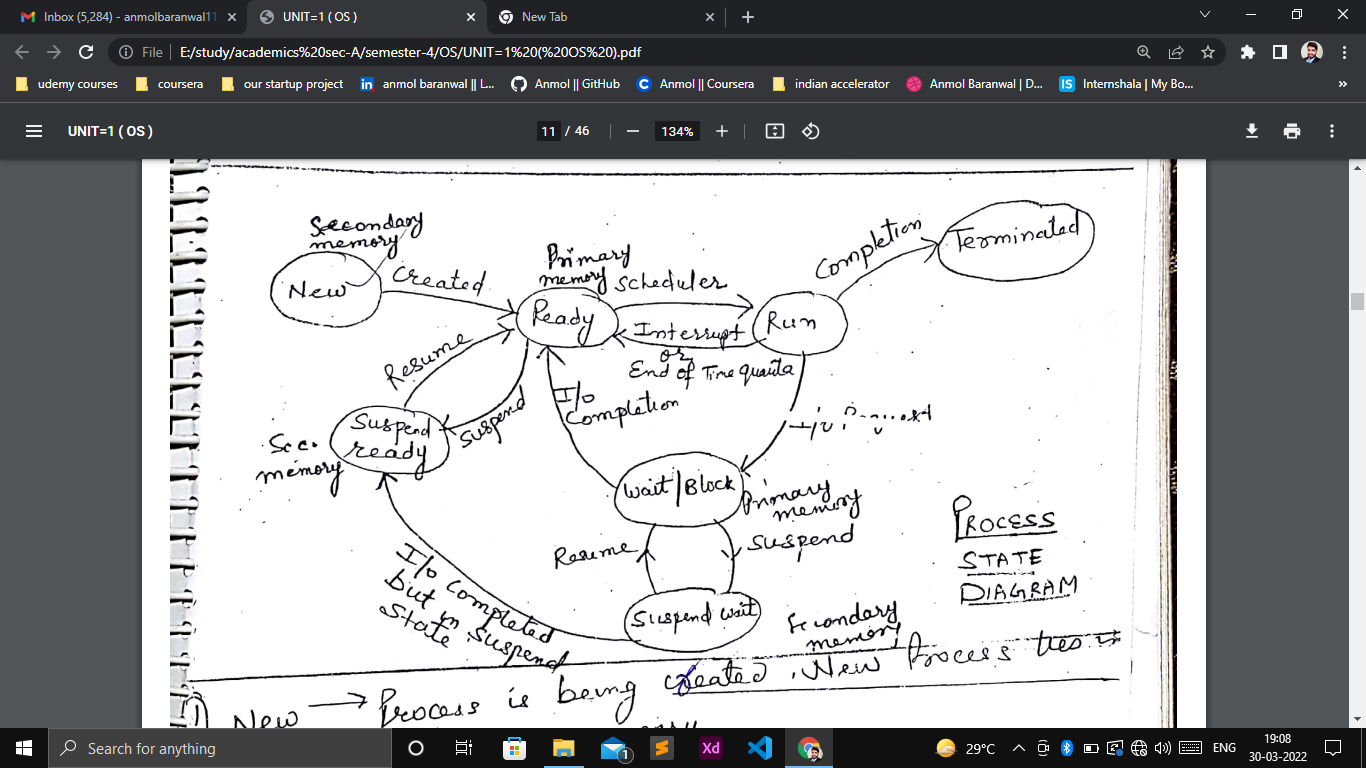 Inbox (5,284) - anmolbaranwal11
UNIT=1 ( OS )
New Tab
File
E:/study/academics%20sec-A/semester-4/OS/UNIT=1%20(%20OS%20).pdf
udemy courses
coursera
our startup project
anmol baranwal || L...
Anmol || GitHub
Anmol || Coursera
indian accelerator
Anmol Baranwal | D...
Internshala | My Bo...
»
UNIT=1 ( OS )
11 / 46
134%
Secondary
memory
New
Created
Primary
memory
Ready
Scheduler
Interrupt
or
End of Time quanta
Run
Completion
Terminated
Resume
Suspend
Suspend
ready
Sec.
memory
I/o
Completion
I/o
Wait/Block
Primary
memory
Resume
Suspend
Suspend wait
Secondary
memory
I/o Completed
but in Suspend
State
PROCESS
STATE
DIAGRAM
1) New → Process is being created. New Process
Search for anything
1
Xd
29°C
ENG
19:08
30-03-2022